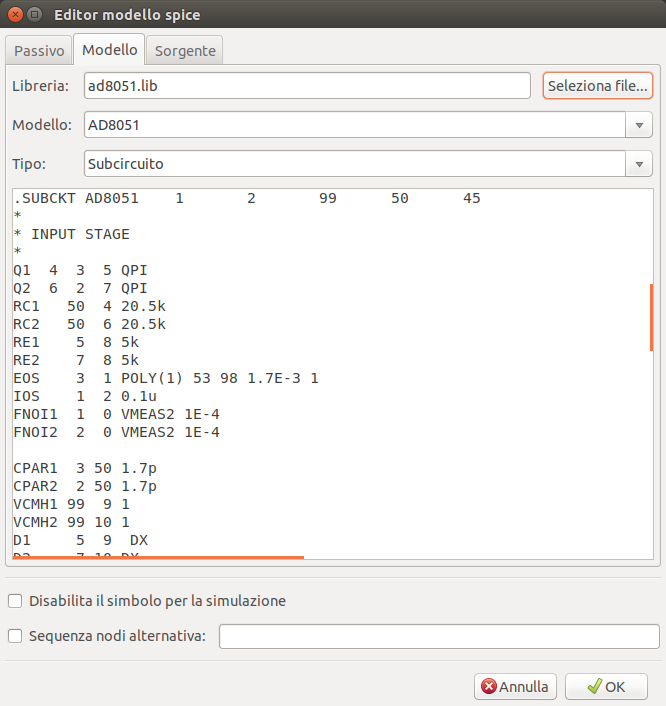 Editor modello spice
Passivo Modello Sorgente
Libreria: ad8051.lib Seleziona file...
Modello: AD8051
Tipo: Subcircuito
.SUBCKT AD8051    1       2       99      50      45
*
* INPUT STAGE
*
Q1  4  3  5 QPI
Q2  6  2  7 QPI
RC1   50  4 20.5k
RC2   50  6 20.5k
RE1    5  8 5k
RE2    7  8 5k
EOS    3  1 POLY(1) 53 98 1.7E-3 1
IOS    1  2 0.1u
FNOI1  1  0 VMEAS2 1E-4
FNOI2  2  0 VMEAS2 1E-4
CPAR1  3 50 1.7p
CPAR2  2 50 1.7p
VCMH1 99  9 1
VCMH2 99 10 1
D1     5  9  DX
D2     7 10 DX
Disabilita il simbolo per la simulazione
Sequenza nodi alternativa:
Annulla OK